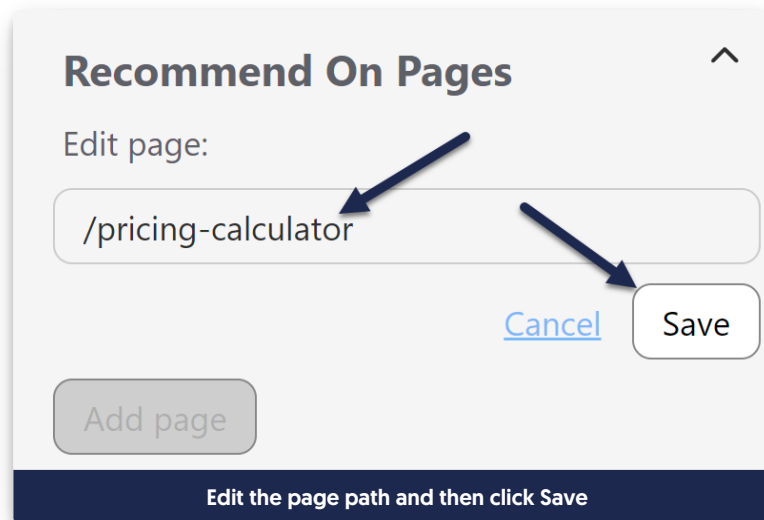 Recommend On Pages
Edit page:
/pricing-calculator
Cancel
Save
Add page
Edit the page path and then click Save